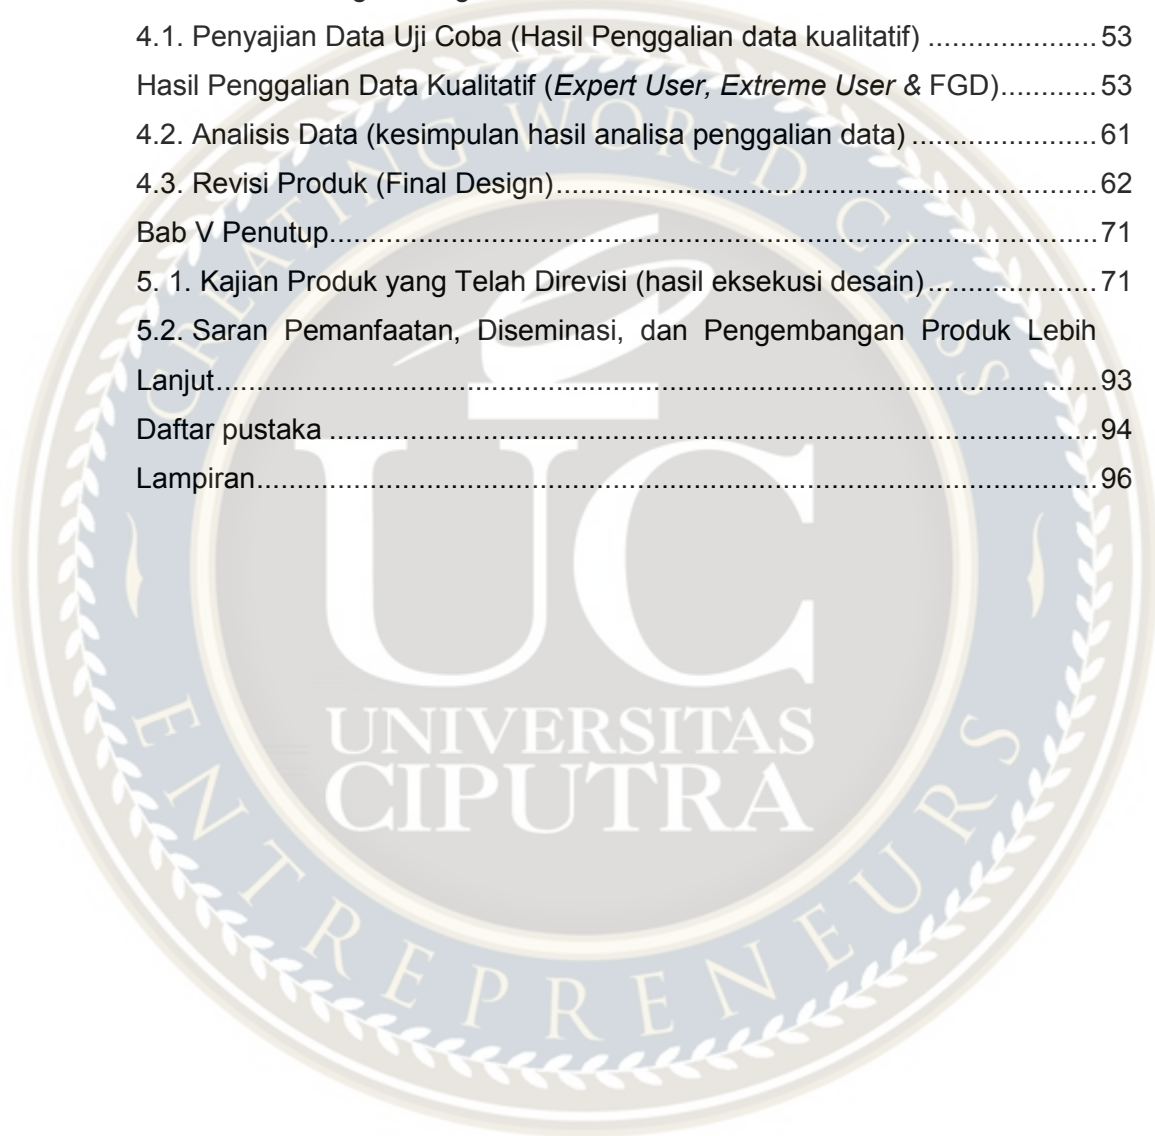 4.1. Penyajian Data Uji Coba (Hasil Penggalian data kualitatif) ..................... 53
Hasil Penggalian Data Kualitatif (Expert User, Extreme User & FGD)............ 53
4.2. Analisis Data (kesimpulan hasil analisa penggalian data) ....................... 61
4.3. Revisi Produk (Final Design)................................................................... 62
Bab V Penutup............................................................................................... 71
5. 1. Kajian Produk yang Telah Direvisi (hasil eksekusi desain)..................... 71
5.2. Saran Pemanfaatan, Diseminasi, dan Pengembangan Produk Lebih
Lanjut............................................................................................................. 93
Daftar pustaka ............................................................................................... 94
Lampiran........................................................................................................ 96
CREATING WORLD CLASS
UC
UNIVERSITAS
CIPUTRA
ENTREPRENEURS